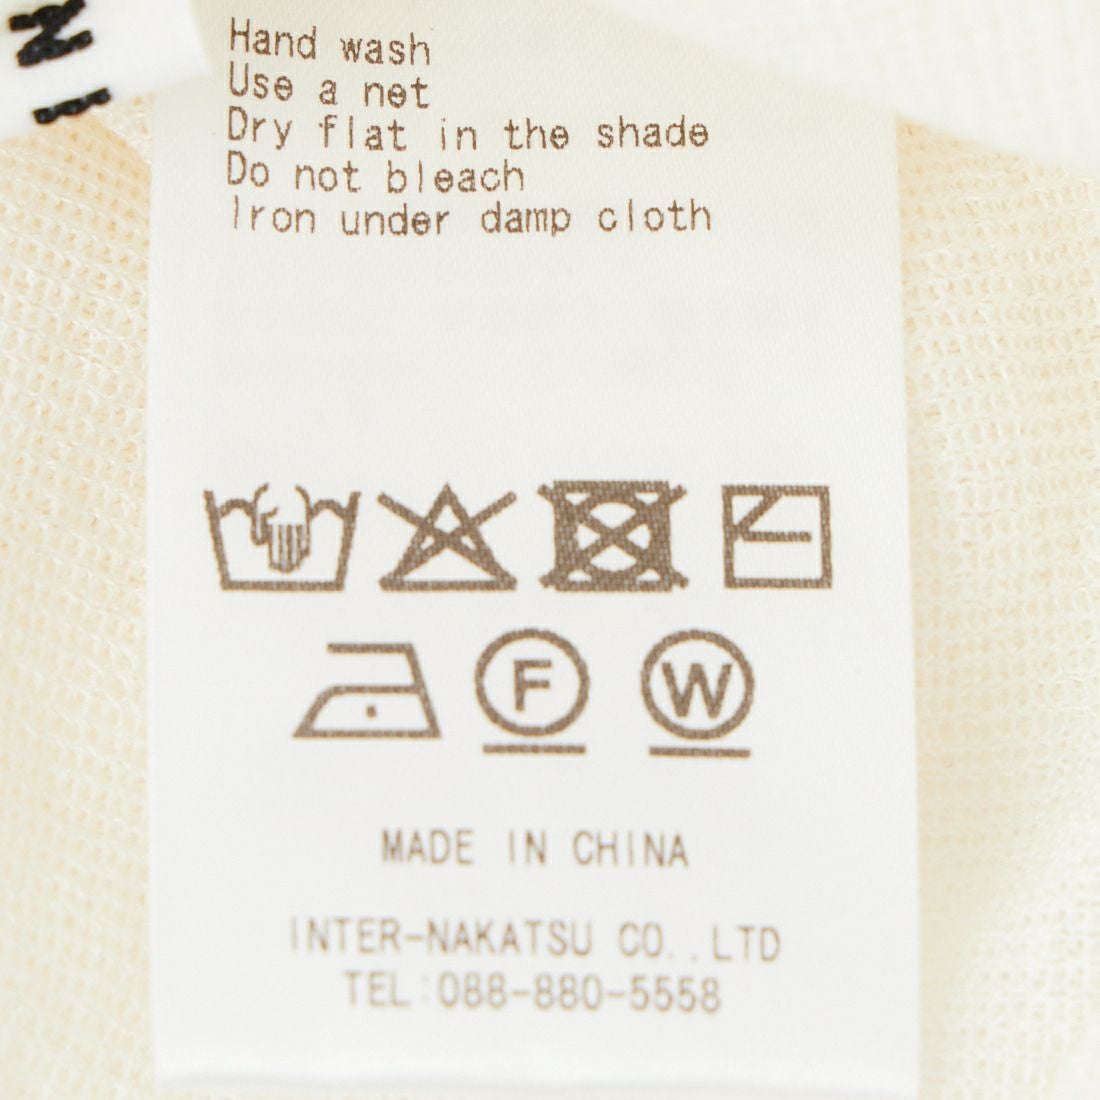 IN
Hand wash
Use a net
Dry flat in the shade
Do not bleach
Iron under damp cloth
F
W
MADE IN CHINA
INTER-NAKATSU CO.,LTD
TEL:088-880-5558